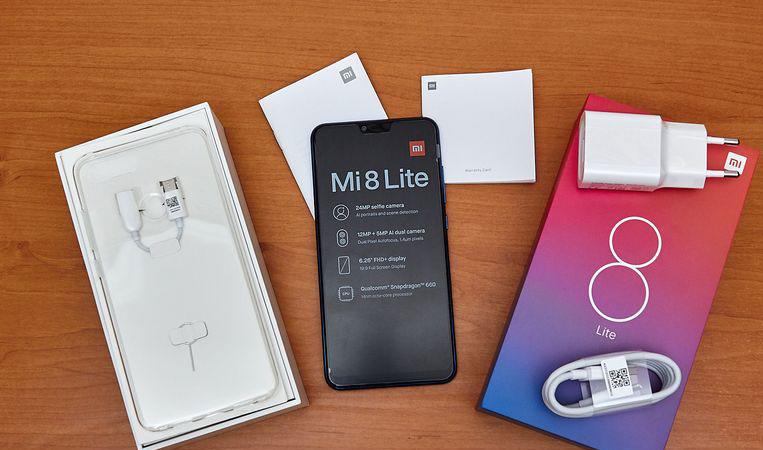 mi
mi
Warranty Card
mi
Mi 8 Lite
24MP selfie camera
AI portraits and scene detection
12MP + 5MP AI dual camera
Dual Pixel Autofocus, 1.4μm pixels
6.26" FHD+ display
19:9 Full Screen Display
CPU
Qualcomm® Snapdragon™ 660
14nm octa-core processor
mi
8
Lite